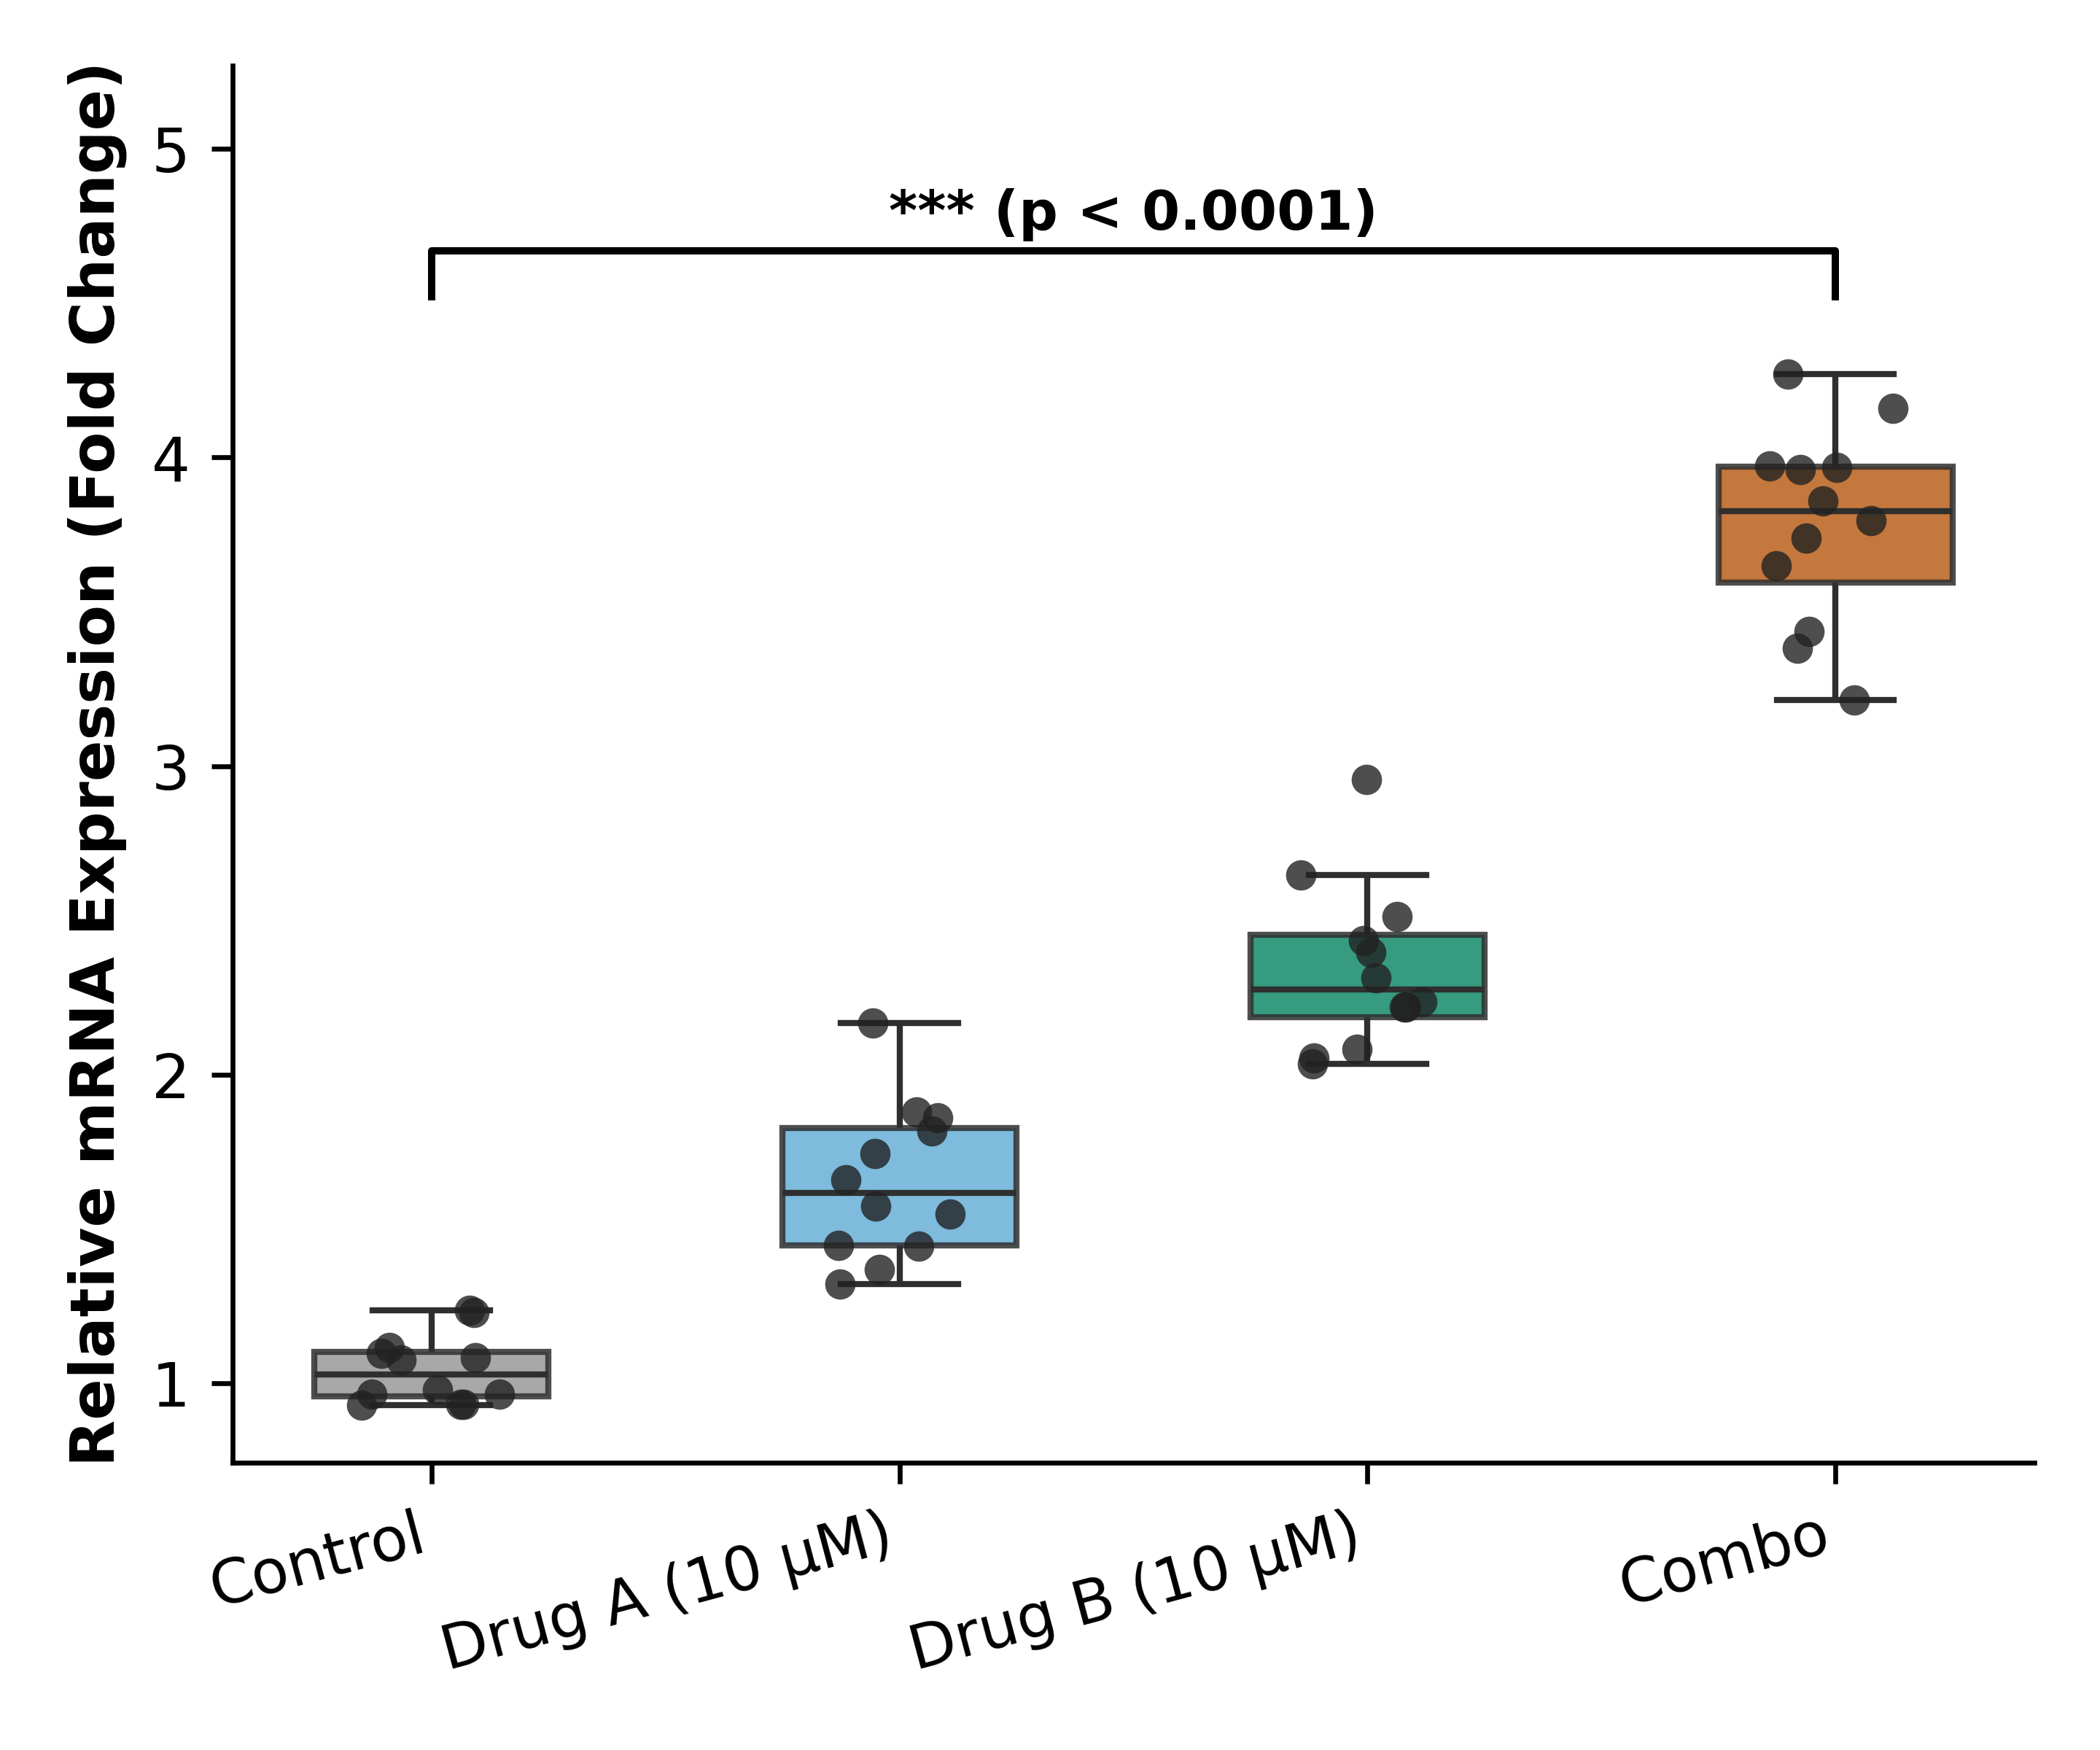 Relative mRNA Expression (Fold Change)
5
4
3
2
1
*** (p < 0.0001)
Control
Drug A (10 μM)
Drug B (10 μM)
Combo